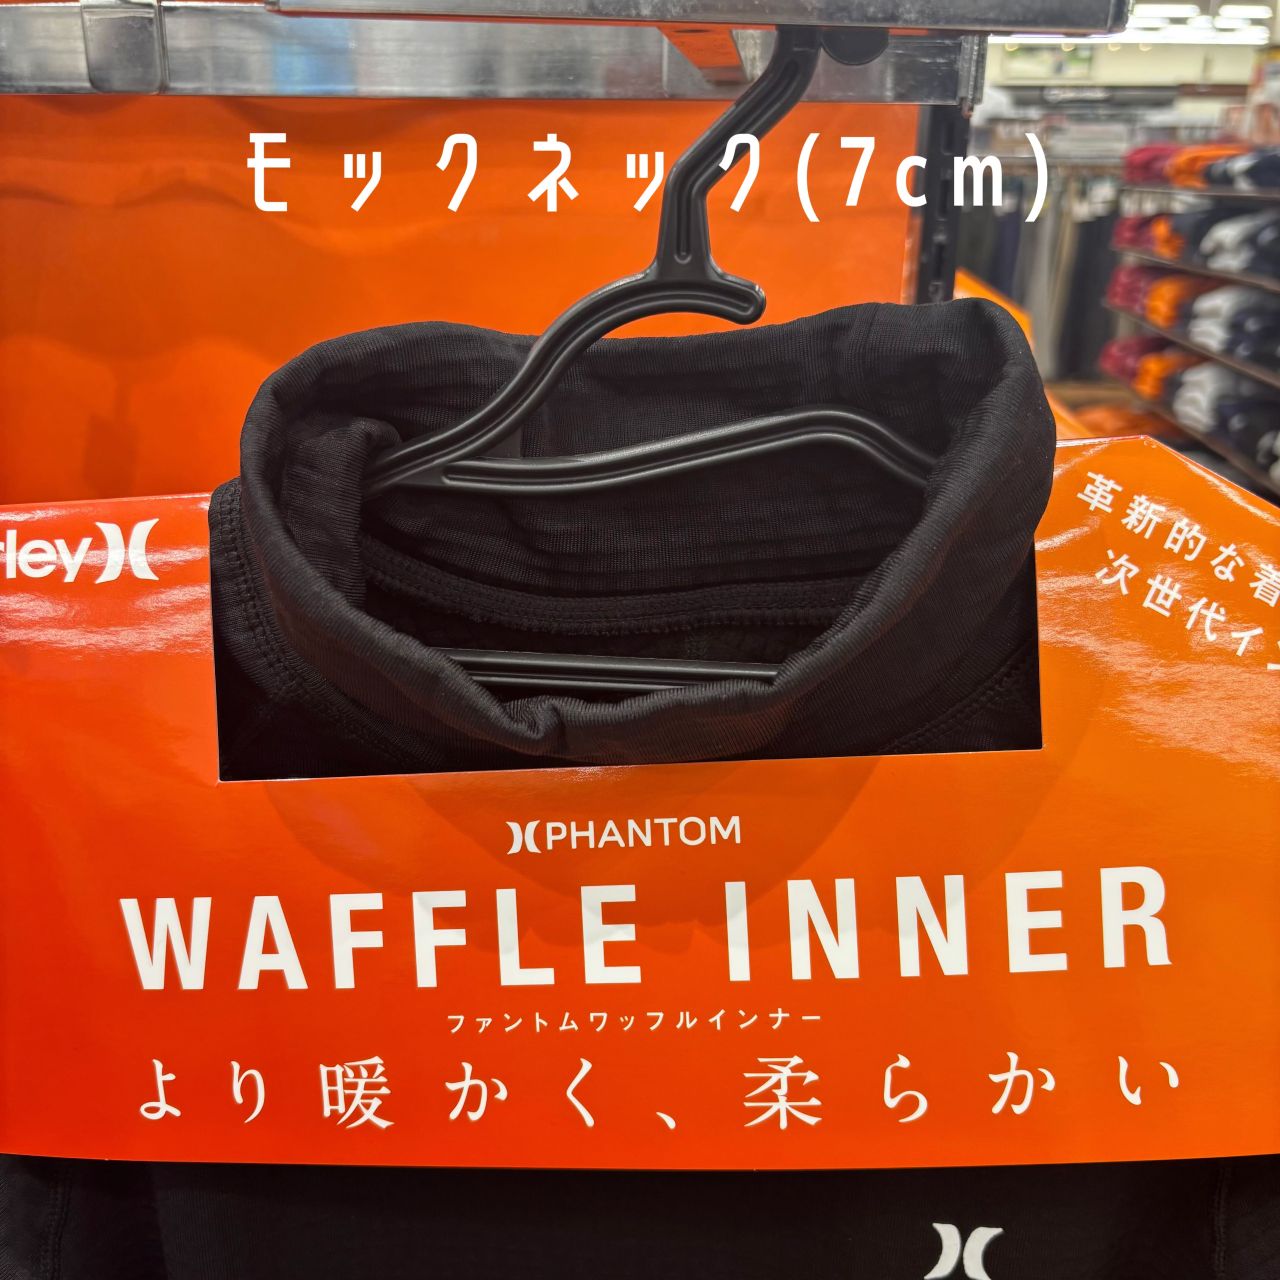 モックネック(7cm)
rley
革新的な着
次世代イン
PHANTOM
WAFFLE INNER
ファントムワッフルインナー
より暖かく、柔らかい